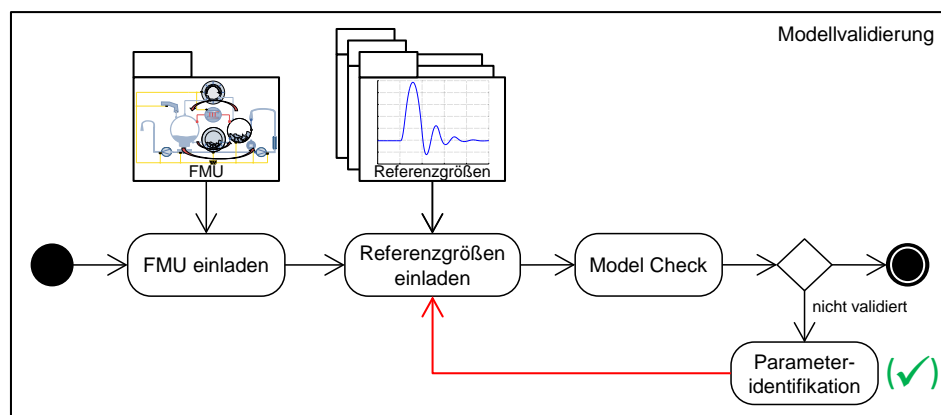 Modellvalidierung
FMU
Referenzgrößen
FMU einladen
Referenzgrößen
einladen
Model Check
nicht validiert
Parameter-
identifikation
(✓)